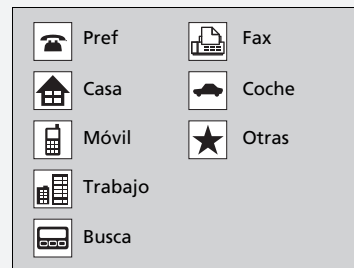 Pref
Casa
Móvil
Trabajo
Busca
Fax
Coche
Otras